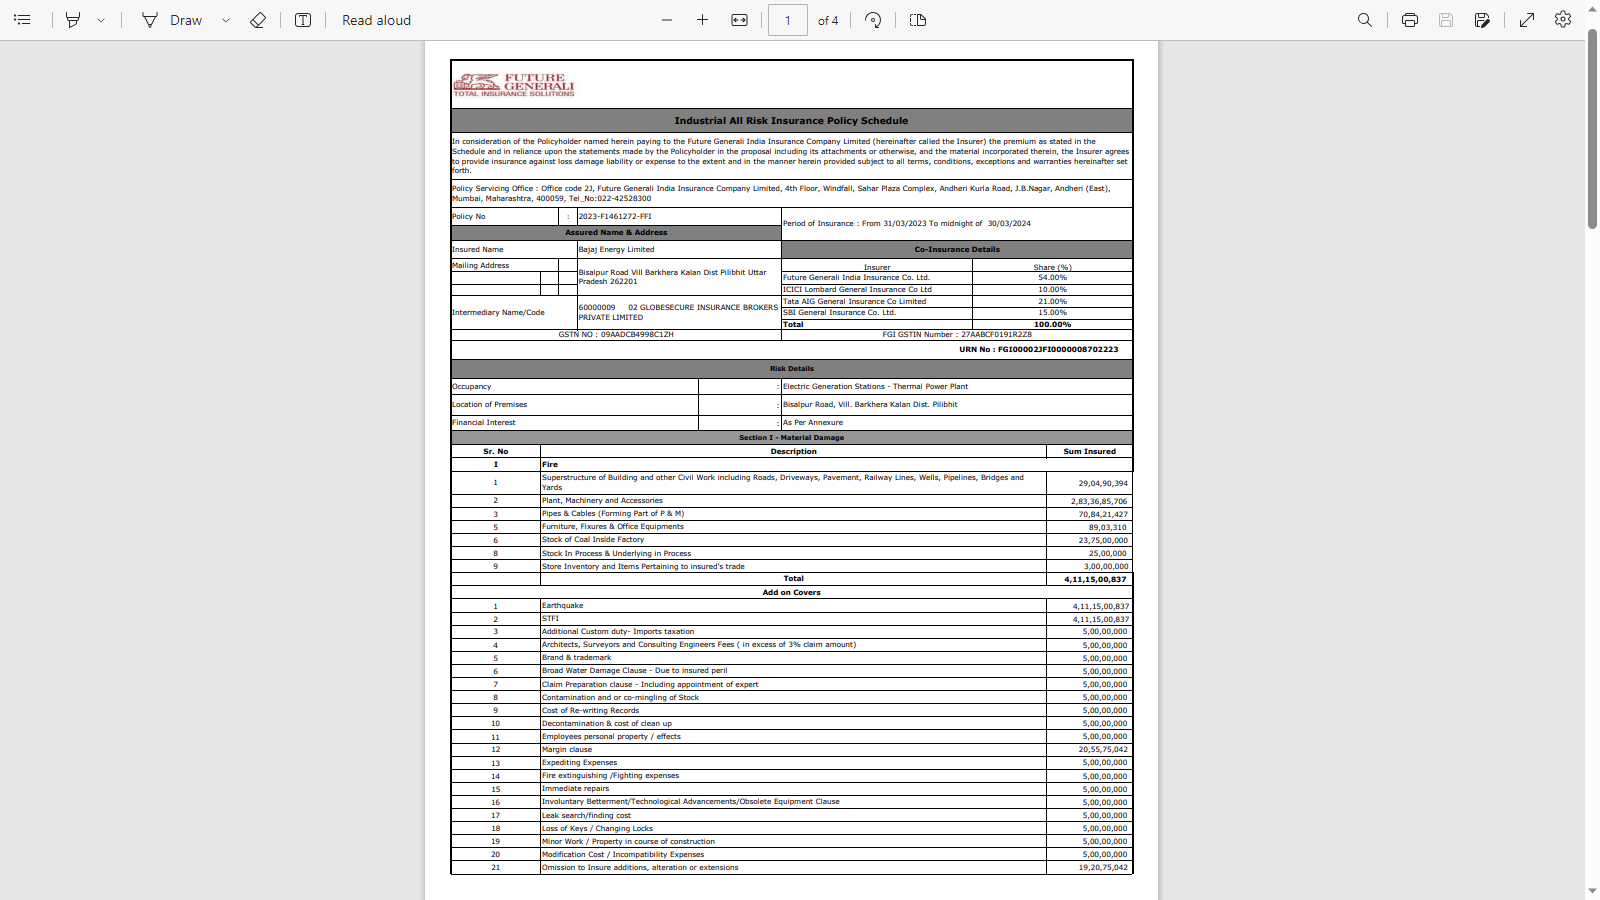 Draw
Read aloud
1
of 4
FUTURE
GENERALI
TOTAL INSURANCE SOLUTIONS
Industrial All Risk Insurance Policy Schedule
In consideration of the Policyholder named herein paying to the Future Generali India Insurance Company Limited (hereinafter called the Insurer) the premium as stated in the
Schedule and in reliance upon the statements made by the Policyholder in the proposal including its attachments or otherwise, and the material incorporated therein, the Insurer agrees
to provide insurance against loss damage liability or expense to the extent and in the manner herein provided subject to all terms, conditions, exceptions and warranties hereinafter set
forth.
Policy Servicing Office : Office code 2J, Future Generali India Insurance Company Limited, 4th Floor, Windfall, Sahar Plaza Complex, Andheri Kurla Road, J.B.Nagar, Andheri (East),
Mumbai, Maharashtra, 400059, Tel_No:022-42528300
Policy No : 2023-F1461272-FFI
Period of Insurance : From 31/03/2023 To midnight of 30/03/2024
Assured Name & Address
Insured Name Bajaj Energy Limited
Mailing Address
Bisalpur Road Vill Barkhera Kalan Dist Pilibhit Uttar
Pradesh 262201
Intermediary Name/Code
60000009 02 GLOBESECURE INSURANCE BROKERS
PRIVATE LIMITED
Co-Insurance Details
Insurer Share (%)
Future Generali India Insurance Co. Ltd. 54.00%
ICICI Lombard General Insurance Co Ltd 10.00%
Tata AIG General Insurance Co Limited 21.00%
SBI General Insurance Co. Ltd. 15.00%
Total 100.00%
GSTN NO : 09AADCB4998C1ZH FGI GSTIN Number : 27AABCF0191R2Z8
URN No : FGI00002JFI0000008702223
Risk Details
Occupancy : Electric Generation Stations - Thermal Power Plant
Location of Premises : Bisalpur Road, Vill. Barkhera Kalan Dist. Pilibhit
Financial Interest : As Per Annexure
Section I - Material Damage
Sr. No Description Sum Insured
I Fire
1 Superstructure of Building and other Civil Work including Roads, Driveways, Pavement, Railway Lines, Wells, Pipelines, Bridges and
Yards 29,04,90,394
2 Plant, Machinery and Accessories 2,83,36,85,706
3 Pipes & Cables (Forming Part of P & M) 70,84,21,427
5 Furniture, Fixures & Office Equipments 89,03,310
6 Stock of Coal Inside Factory 23,75,00,000
8 Stock In Process & Underlying in Process 25,00,000
9 Store Inventory and Items Pertaining to insured's trade 3,00,00,000
Total 4,11,15,00,837
Add on Covers
1 Earthquake 4,11,15,00,837
2 STFI 4,11,15,00,837
3 Additional Custom duty- Imports taxation 5,00,00,000
4 Architects, Surveyors and Consulting Engineers Fees ( in excess of 3% claim amount) 5,00,00,000
5 Brand & trademark 5,00,00,000
6 Broad Water Damage Clause - Due to insured peril 5,00,00,000
7 Claim Preparation clause - Including appointment of expert 5,00,00,000
8 Contamination and or co-mingling of Stock 5,00,00,000
9 Cost of Re-writing Records 5,00,00,000
10 Decontamination & cost of clean up 5,00,00,000
11 Employees personal property / effects 5,00,00,000
12 Margin clause 20,55,75,042
13 Expediting Expenses 5,00,00,000
14 Fire extinguishing /Fighting expenses 5,00,00,000
15 Immediate repairs 5,00,00,000
16 Involuntary Betterment/Technological Advancements/Obsolete Equipment Clause 5,00,00,000
17 Leak search/finding cost 5,00,00,000
18 Loss of Keys / Changing Locks 5,00,00,000
19 Minor Work / Property in course of construction 5,00,00,000
20 Modification Cost / Incompatibility Expenses 5,00,00,000
21 Omission to Insure additions, alteration or extensions 19,20,75,042